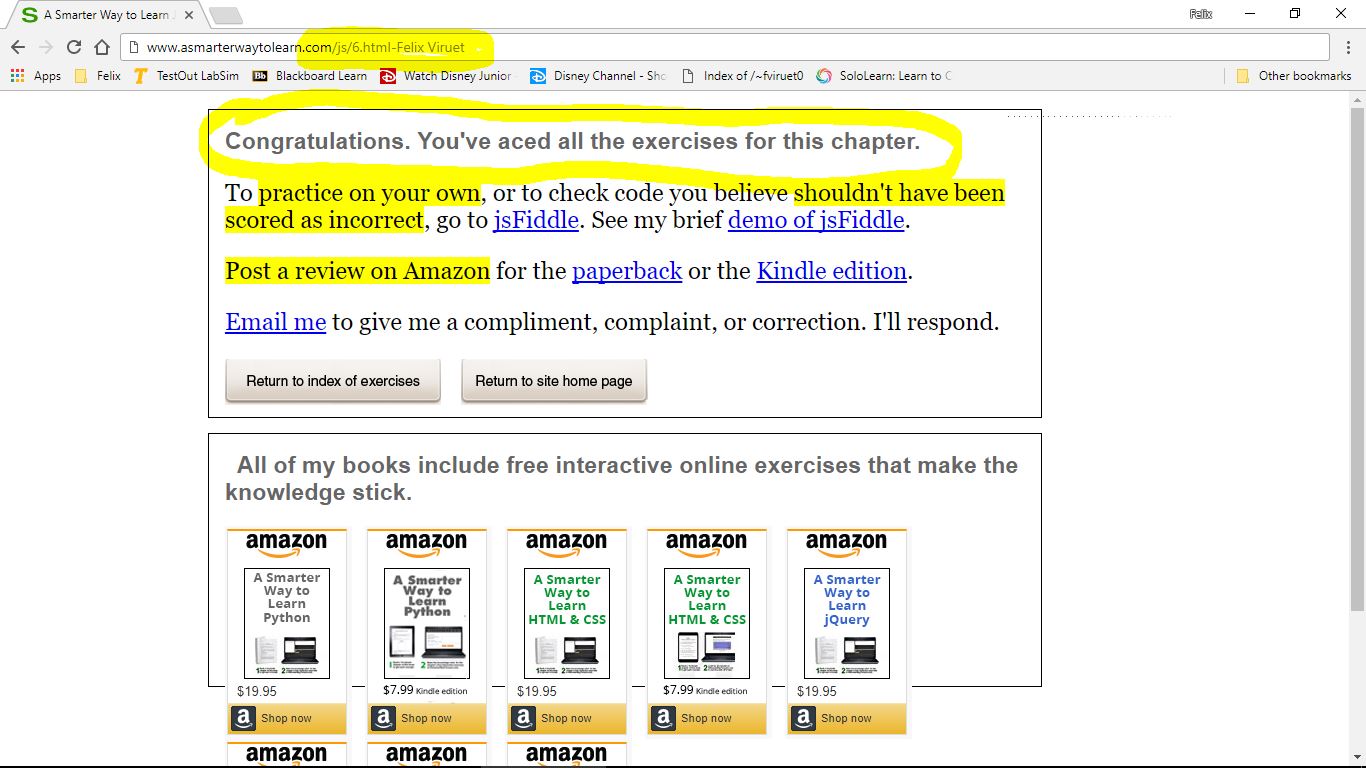 A Smarter Way to Learn
Felix
www.asmarterwaytolearn.com/js/6.html-Felix Viruet
Apps Felix TestOut LabSim Bb Blackboard Learn Watch Disney Junior Disney Channel - Sho Index of /~fviruet0 SoloLearn: Learn to C Other bookmarks
Congratulations. You've aced all the exercises for this chapter.
To practice on your own, or to check code you believe shouldn't have been
scored as incorrect, go to jsFiddle. See my brief demo of jsFiddle.
Post a review on Amazon for the paperback or the Kindle edition.
Email me to give me a compliment, complaint, or correction. I'll respond.
Return to index of exercises Return to site home page
All of my books include free interactive online exercises that make the
knowledge stick.
amazon amazon amazon amazon amazon
A Smarter A Smarter A Smarter A Smarter A Smarter
Way to Way to Way to Way to Way to
Learn Learn Learn Learn Learn
Python Python HTML & CSS HTML & CSS jQuery
$19.95 $7.99 Kindle edition $19.95 $7.99 Kindle edition $19.95
a Shop now a Shop now a Shop now a Shop now a Shop now
amazon amazon amazon